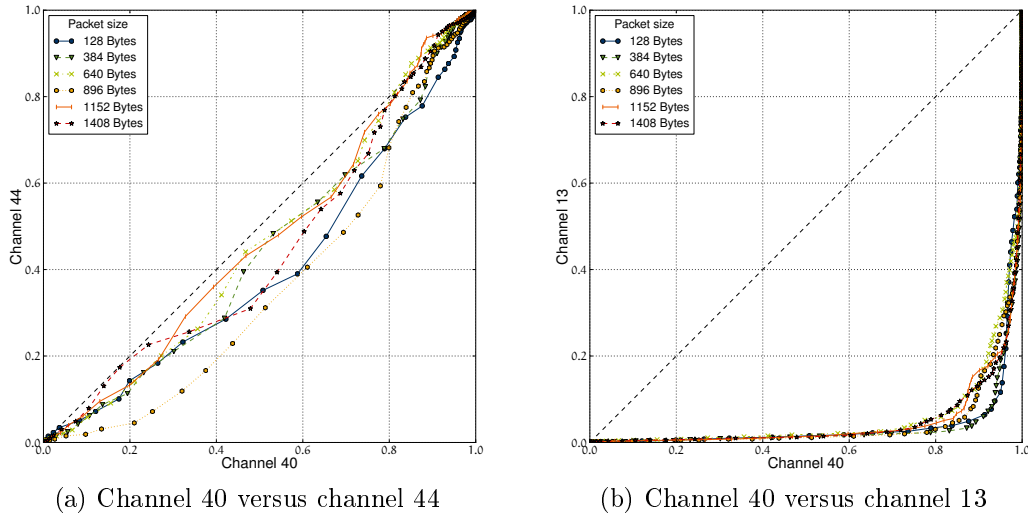 Packet size
128 Bytes
384 Bytes
640 Bytes
896 Bytes
1152 Bytes
1408 Bytes
1.0
0.8
0.6
0.4
0.2
0.0
Channel 44
0.0 0.2 0.4 0.6 0.8 1.0
Channel 40
(a) Channel 40 versus channel 44
Packet size
128 Bytes
384 Bytes
640 Bytes
896 Bytes
1152 Bytes
1408 Bytes
1.0
0.8
0.6
0.4
0.2
0.0
Channel 13
0.0 0.2 0.4 0.6 0.8 1.0
Channel 40
(b) Channel 40 versus channel 13